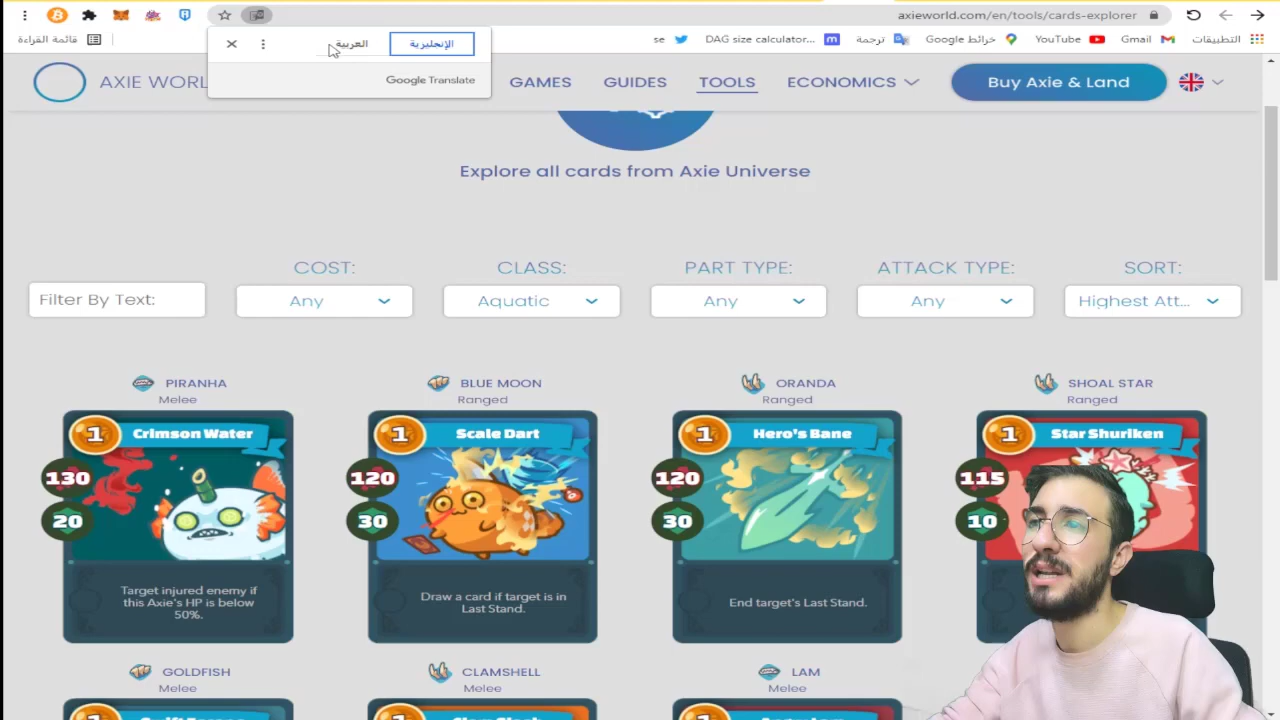 axieworld.com/en/tools/cards-explorer
قائمة القراءة
se
DAG size calculator...
ترجمة
خرائط Google
YouTube
Gmail
التطبيقات
العربية
الإنجليزية
Google Translate
AXIE WORL
GAMES
GUIDES
TOOLS
ECONOMICS
Buy Axie & Land
Explore all cards from Axie Universe
COST:
CLASS:
PART TYPE:
ATTACK TYPE:
SORT:
Filter By Text:
Any
Aquatic
Any
Any
Highest Att...
PIRANHA
Melee
1
Crimson Water
130
20
Target injured enemy if
this Axie's HP is below
50%.
BLUE MOON
Ranged
1
Scale Dart
120
30
Draw a card if target is in
Last Stand.
ORANDA
Ranged
1
Hero's Bane
120
30
End target's Last Stand.
SHOAL STAR
Ranged
1
Star Shuriken
115
10
GOLDFISH
Melee
CLAMSHELL
Melee
LAM
Melee